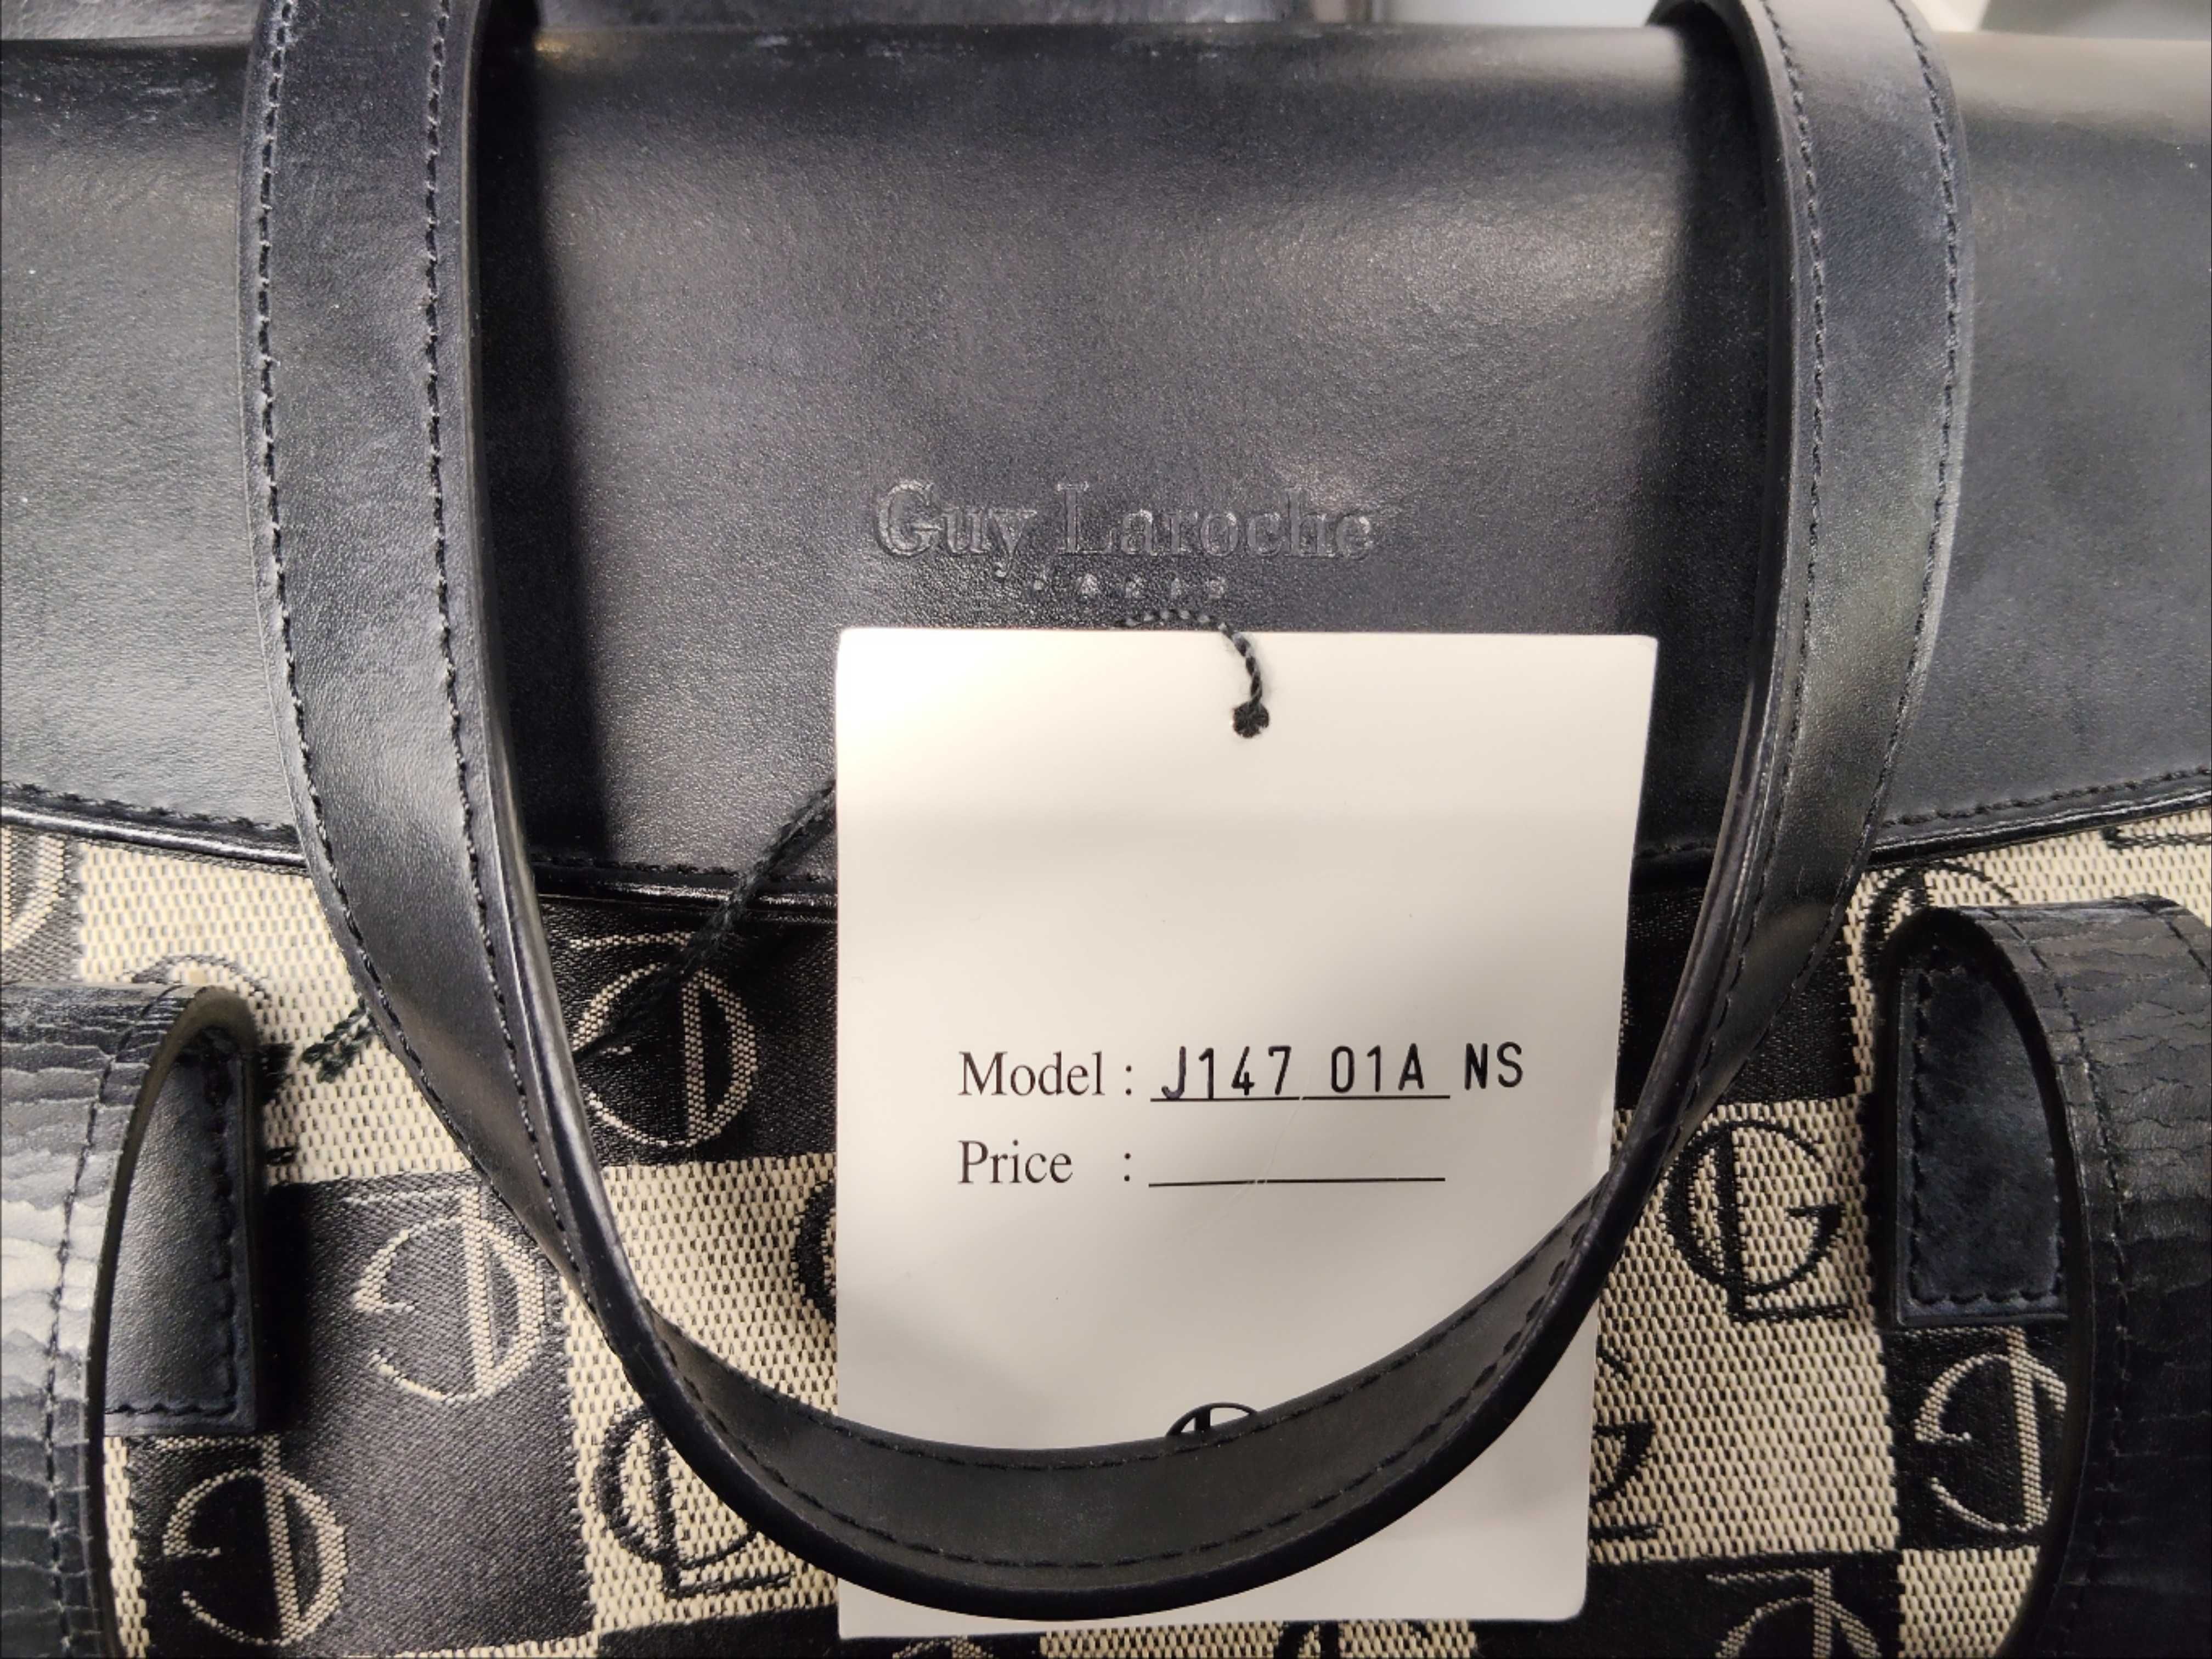 Guy Laroche
Model : J147 01A NS
Price :